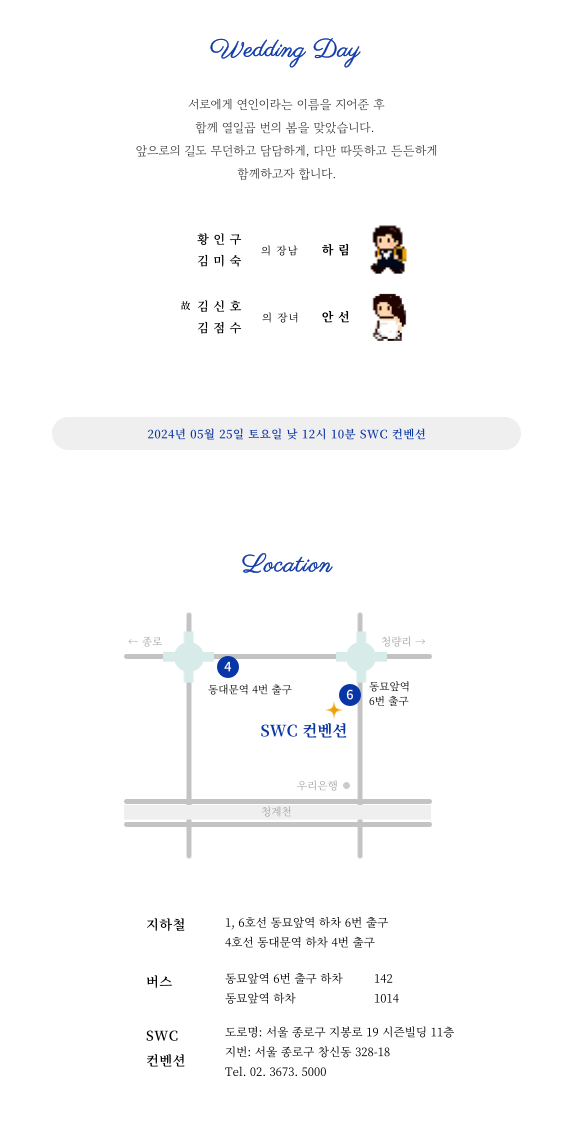 Wedding Day
서로에게 연인이라는 이름을 지어준 후
함께 열일곱 번의 봄을 맞았습니다.
앞으로의 길도 무던하고 담담하게, 다만 따뜻하고 든든하게
함께하고자 합니다.
황 인 구
김 미 숙
의 장남
하 림
故 김 신 호
김 점 수
의 장녀
안 선
2024년 05월 25일 토요일 낮 12시 10분 SWC 컨벤션
Location
← 종로
청량리 →
4
동대문역 4번 출구
6
동묘앞역
6번 출구
SWC 컨벤션
우리은행
청계천
지하철
1, 6호선 동묘앞역 하차 6번 출구
4호선 동대문역 하차 4번 출구
버스
동묘앞역 6번 출구 하차 142
동묘앞역 하차 1014
SWC
컨벤션
도로명: 서울 종로구 지봉로 19 시즌빌딩 11층
지번: 서울 종로구 창신동 328-18
Tel. 02. 3673. 5000